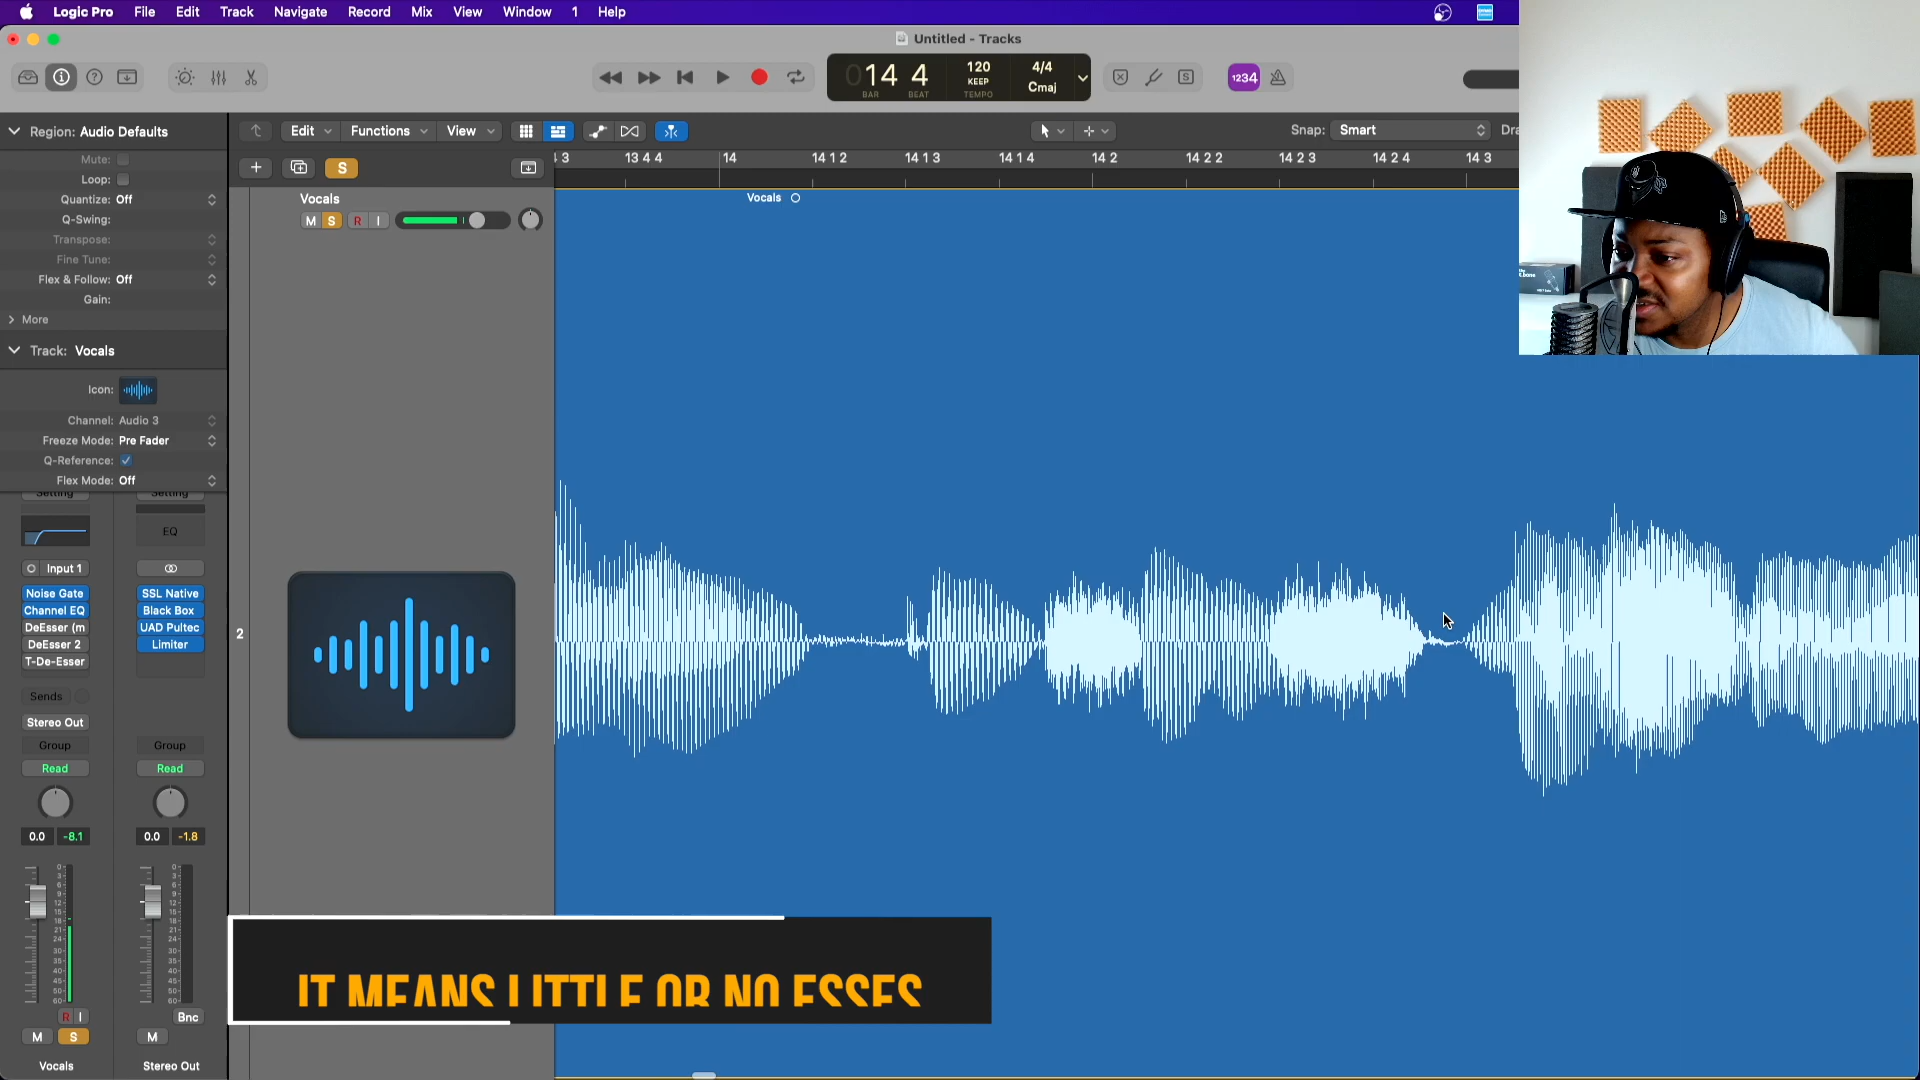 Logic Pro File Edit Track Navigate Record Mix View Window 1 Help
Untitled - Tracks
014 4 120 4/4
KEEP Cmaj
BAR BEAT TEMPO
S
1234
Region: Audio Defaults
Edit Functions View
Snap: Smart
Mute:
Loop:
Quantize: Off
Q-Swing:
Transpose:
Fine Tune:
Flex & Follow: Off
Gain:
More
S
3 13 4 4 14 14 1 2 14 1 3 14 1 4 14 2 14 2 2 14 2 3 14 2 4 14 3
Vocals
M S R I
Vocals
Track: Vocals
Icon:
Channel: Audio 3
Freeze Mode: Pre Fader
Q-Reference:
Flex Mode: Off
Setting Setting
EQ
Input 1
Noise Gate SSL Native
Channel EQ Black Box
DeEsser (m UAD Pultec
DeEsser 2 Limiter
T-De-Esser
2
Sends
Stereo Out
Group Group
Read Read
0.0 -8.1 0.0 -1.8
R I Bnc
M S M
Vocals Stereo Out
IT MEANS LITTLE OR NO ESSES